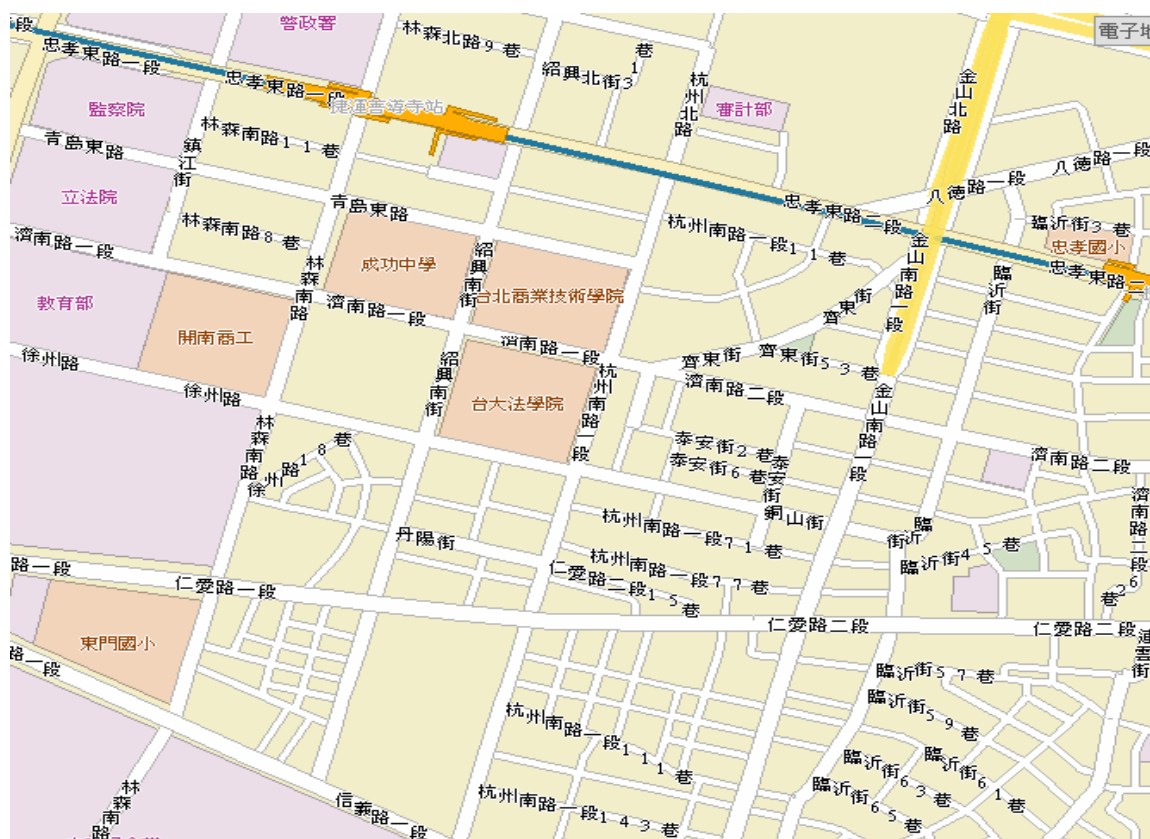 警政署
林森北路9巷
段
忠孝東路一段
忠孝東路一段
捷運善導寺站
紹興北街3
1巷
杭州北路
審計部
金山北路
電子地
監察院
林森南路11巷
鎮江街
青島東路
立法院
林森南路8巷
青島東路
濟南路一段
成功中學
紹興南街
台北商業技術學院
杭州南路一段11巷
忠孝東路二段
八德路一段
八德路一段
臨沂街3巷
忠孝國小
忠孝東路二
金山南路一段
臨沂街
教育部
開南商工
林森南路
濟南路一段
濟南路一段
齊東街
齊東街
齊東街53巷
徐州路
徐州路
紹興南街
台大法學院
杭州南路一段
濟南路二段
金山南路一段
林森南路
徐州路18巷
泰安街2巷
泰安街6巷
泰安街
銅山街
濟南路二段
濟南路二段
26巷
杭州南路一段71巷
臨沂街
臨沂街45巷
丹陽街
杭州南路一段77巷
仁愛路二段15巷
路一段
仁愛路一段
仁愛路二段
仁愛路二段
連雲街
東門國小
路一段
臨沂街57巷
臨沂街59巷
臨沂街61巷
臨沂街63巷
臨沂街65巷
杭州南路一段111巷
杭州南路一段143巷
信義路一段
林森南路